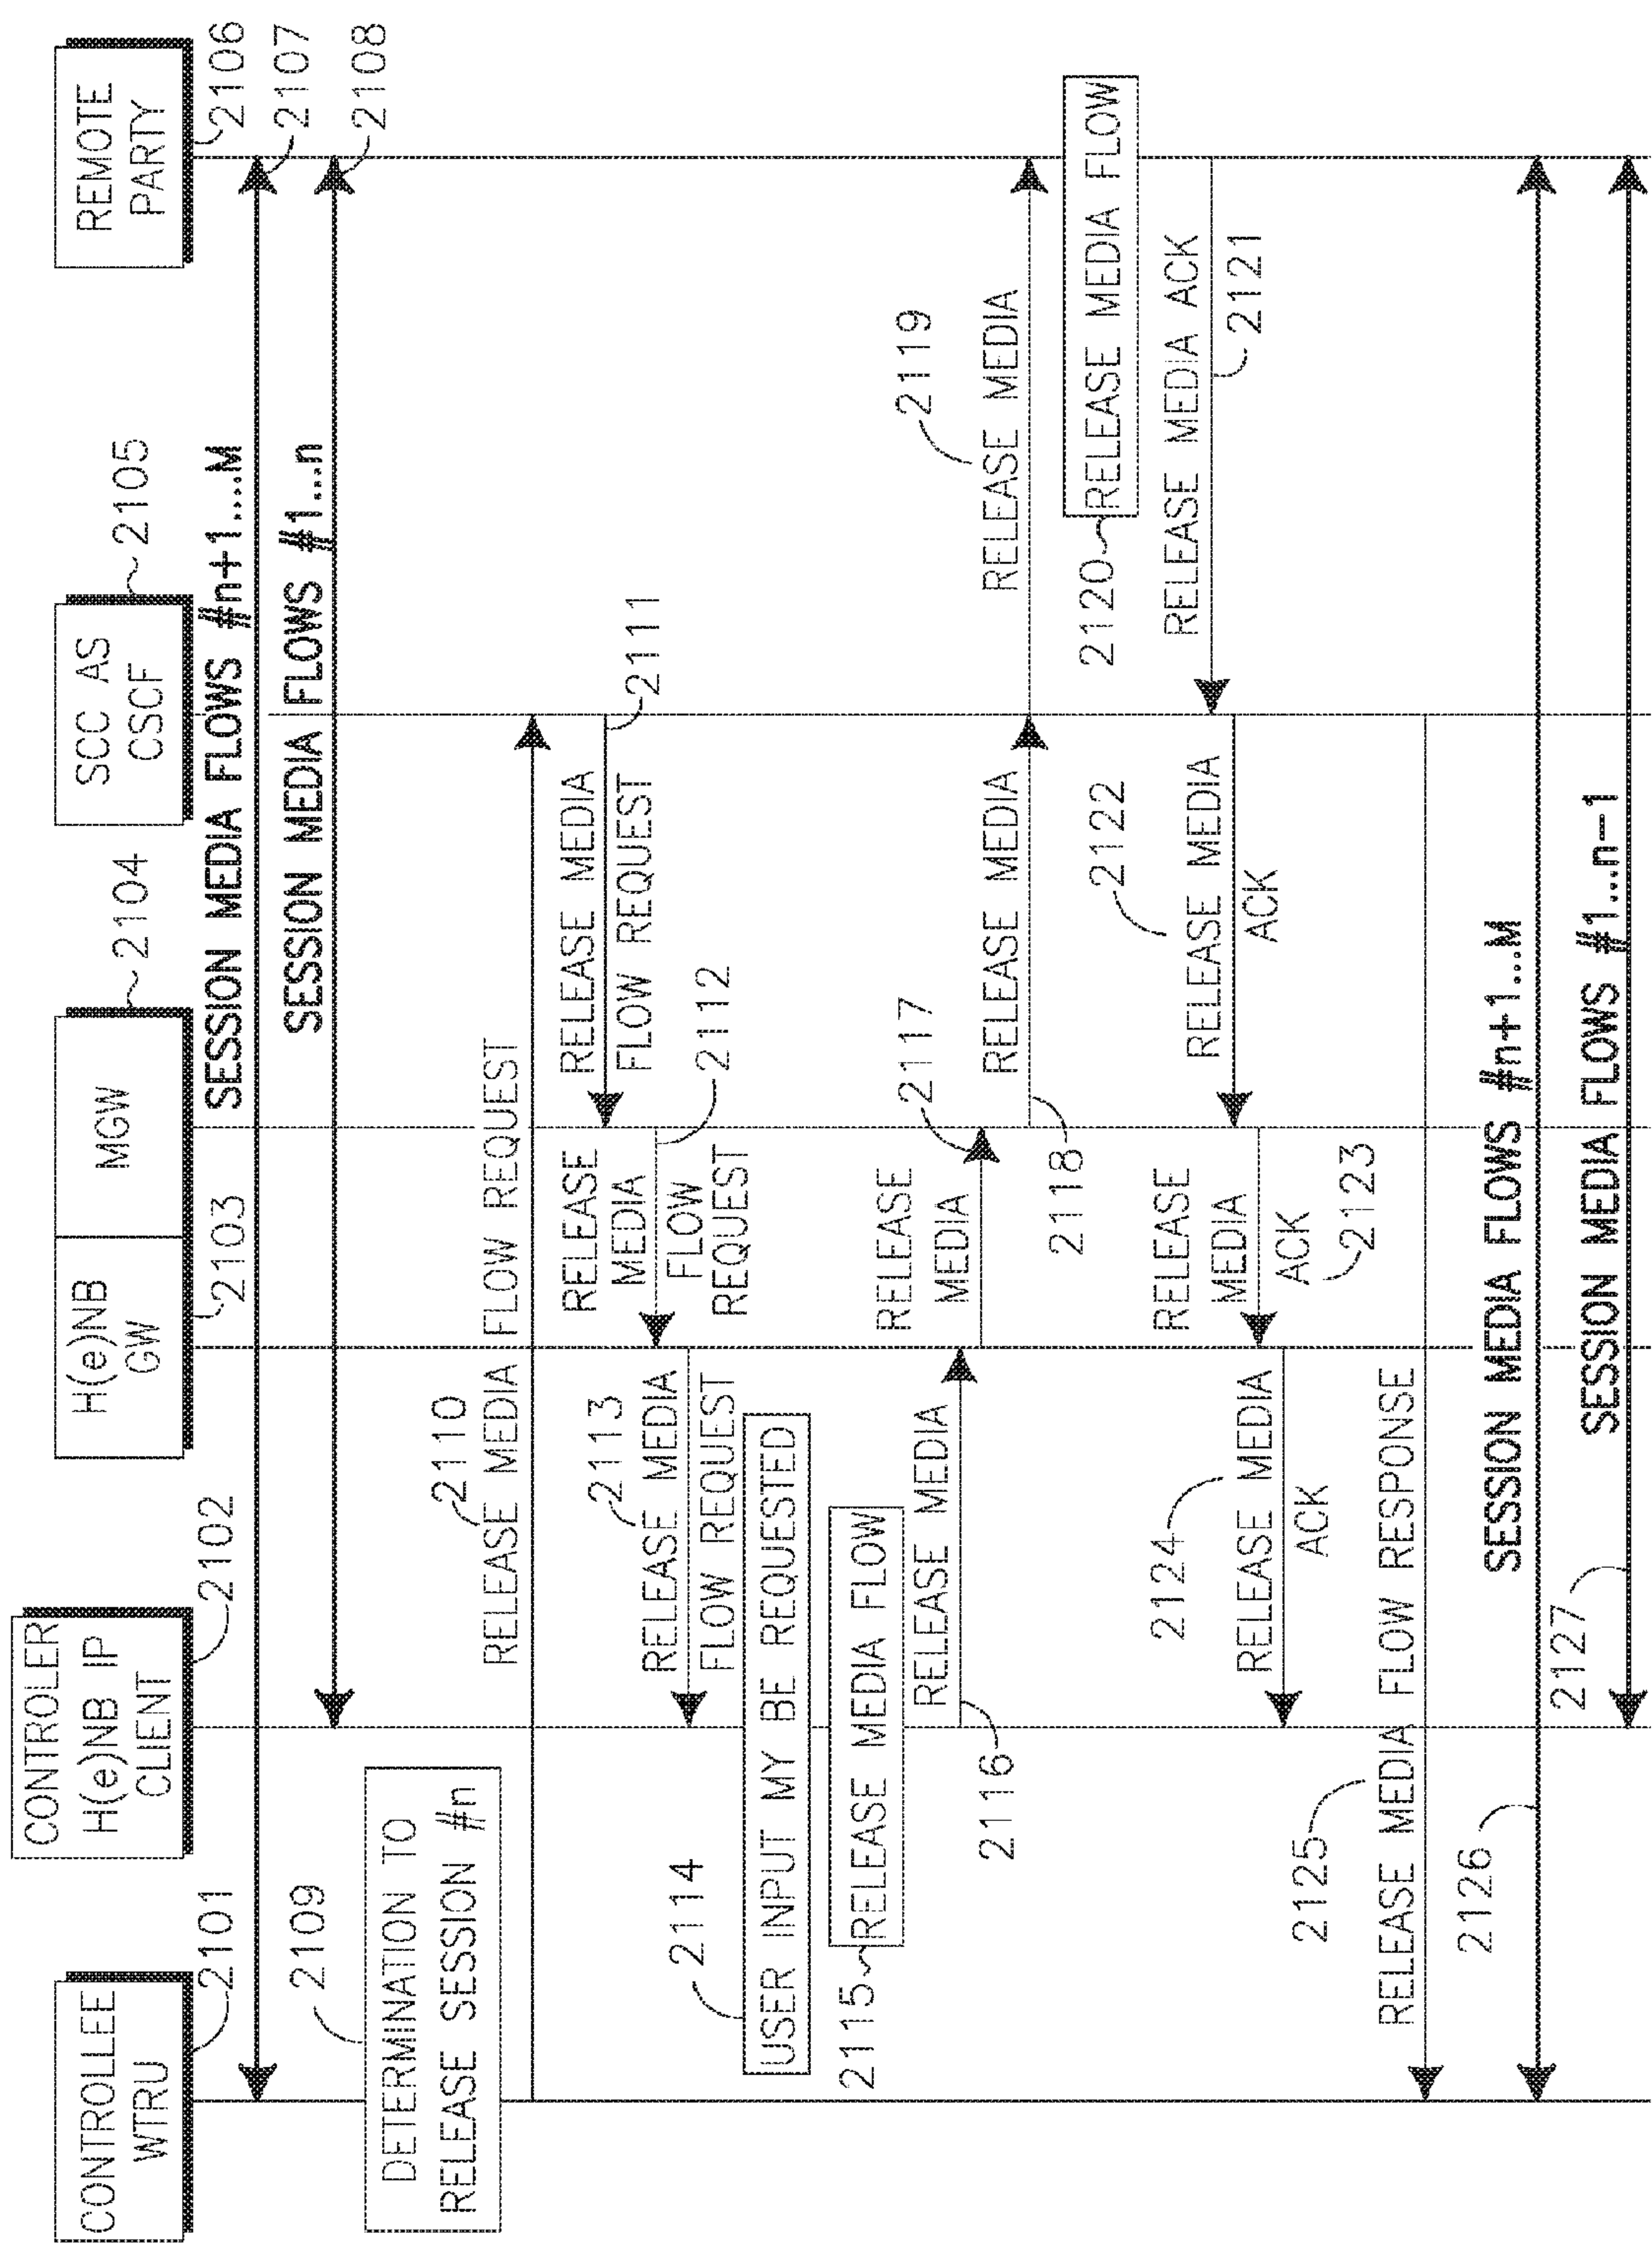 CONTROLLEE
WTRU
2101
CONTROLLER
H(e)NB IP
CLIENT
2102
H(e)NB
GW
2103
MGW
2104
SCC AS
CSCF
2105
REMOTE
PARTY
2106
SESSION MEDIA FLOWS #n+1....M
2107
SESSION MEDIA FLOWS #1...n
2108
2109
DETERMINATION TO
RELEASE SESSION #n
2110
RELEASE MEDIA FLOW REQUEST
RELEASE MEDIA
FLOW REQUEST
2111
RELEASE
MEDIA
FLOW
REQUEST
2112
2113
RELEASE MEDIA
FLOW REQUEST
2114
USER INPUT MY BE REQUESTED
2115
RELEASE MEDIA FLOW
RELEASE MEDIA
2116
RELEASE
MEDIA
2117
RELEASE MEDIA
2118
2119
RELEASE MEDIA
2120
RELEASE MEDIA FLOW
RELEASE MEDIA ACK
2121
2122
RELEASE MEDIA
ACK
RELEASE
MEDIA
ACK
2123
2124
RELEASE MEDIA
ACK
2125
RELEASE MEDIA FLOW RESPONSE
2126
SESSION MEDIA FLOWS #n+1...M
2127
SESSION MEDIA FLOWS #1...n-1